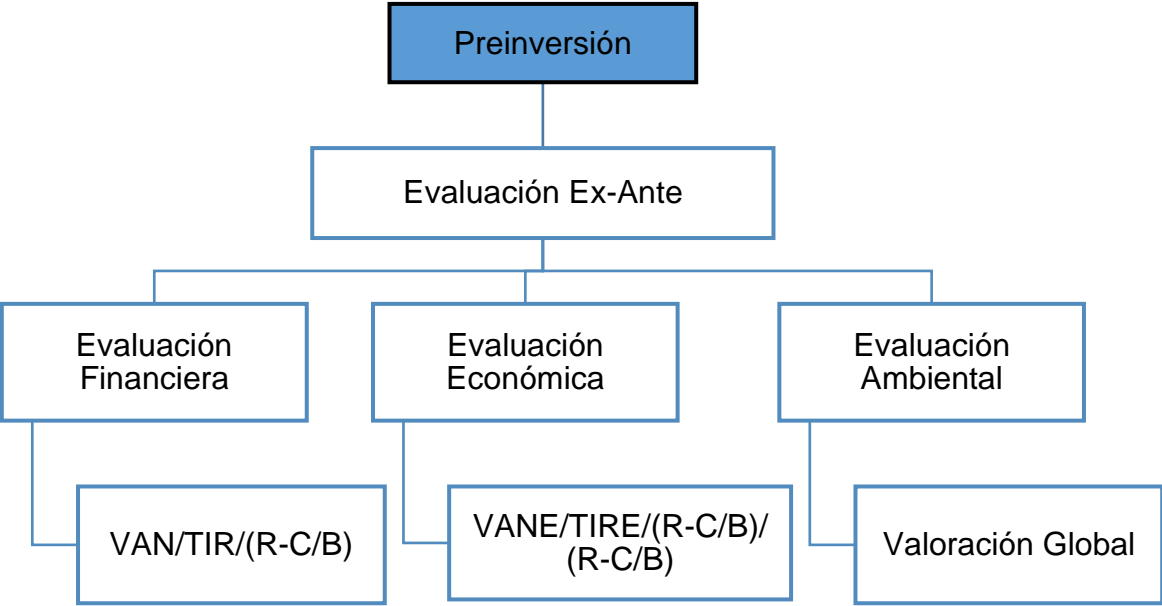 Preinversión
Evaluación Ex-Ante
Evaluación
Financiera
Evaluación
Económica
Evaluación
Ambiental
VAN/TIR/(R-C/B)
VANE/TIRE/(R-C/B)/
(R-C/B)
Valoración Global